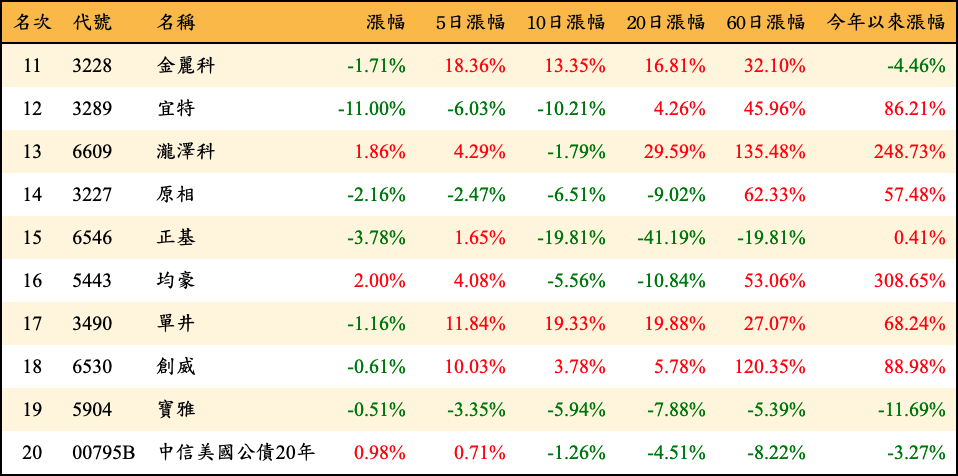 名次 代號 名稱 漲幅 5日漲幅 10日漲幅 20日漲幅 60日漲幅 今年以來漲幅
11 3228 金麗科 -1.71% 18.36% 13.35% 16.81% 32.10% -4.46%
12 3289 宜特 -11.00% -6.03% -10.21% 4.26% 45.96% 86.21%
13 6609 瀧澤科 1.86% 4.29% -1.79% 29.59% 135.48% 248.73%
14 3227 原相 -2.16% -2.47% -6.51% -9.02% 62.33% 57.48%
15 6546 正基 -3.78% 1.65% -19.81% -41.19% -19.81% 0.41%
16 5443 均豪 2.00% 4.08% -5.56% -10.84% 53.06% 308.65%
17 3490 單井 -1.16% 11.84% 19.33% 19.88% 27.07% 68.24%
18 6530 創威 -0.61% 10.03% 3.78% 5.78% 120.35% 88.98%
19 5904 寶雅 -0.51% -3.35% -5.94% -7.88% -5.39% -11.69%
20 00795B 中信美國公債20年 0.98% 0.71% -1.26% -4.51% -8.22% -3.27%